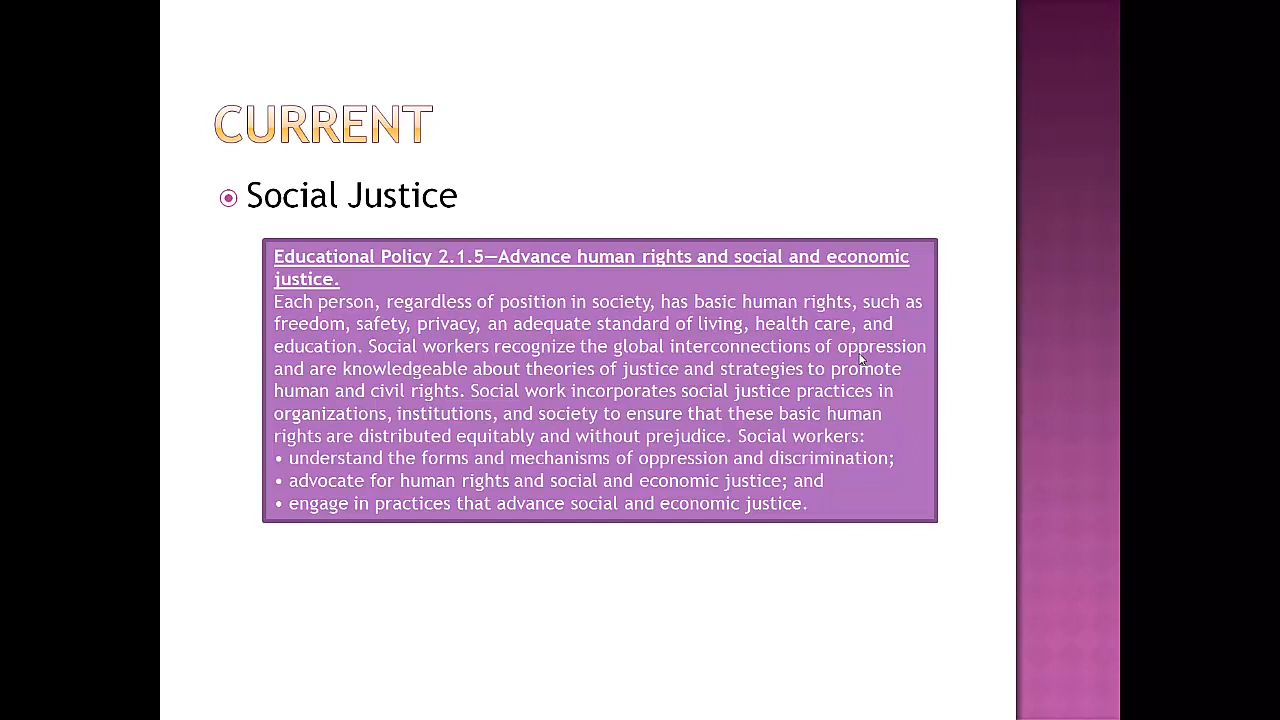 CURRENT
Social Justice
Educational Policy 2.1.5—Advance human rights and social and economic
justice.
Each person, regardless of position in society, has basic human rights, such as
freedom, safety, privacy, an adequate standard of living, health care, and
education. Social workers recognize the global interconnections of oppression
and are knowledgeable about theories of justice and strategies to promote
human and civil rights. Social work incorporates social justice practices in
organizations, institutions, and society to ensure that these basic human
rights are distributed equitably and without prejudice. Social workers:
• understand the forms and mechanisms of oppression and discrimination;
• advocate for human rights and social and economic justice; and
• engage in practices that advance social and economic justice.